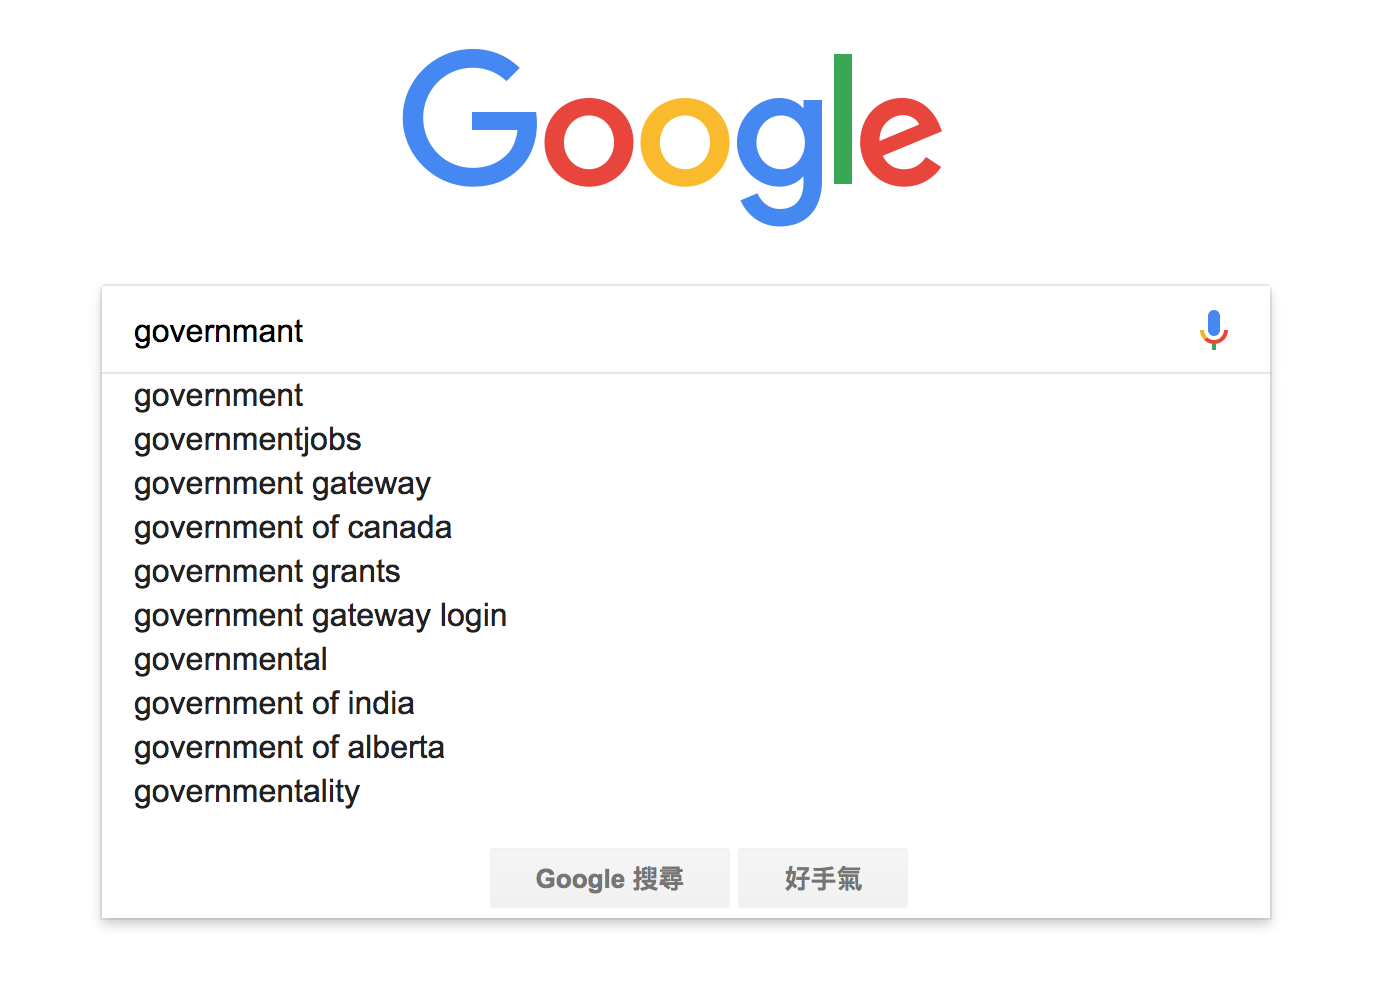 Google
governmant
government
governmentjobs
government gateway
government of canada
government grants
government gateway login
governmental
government of india
government of alberta
governmentality
Google 搜尋 好手氣